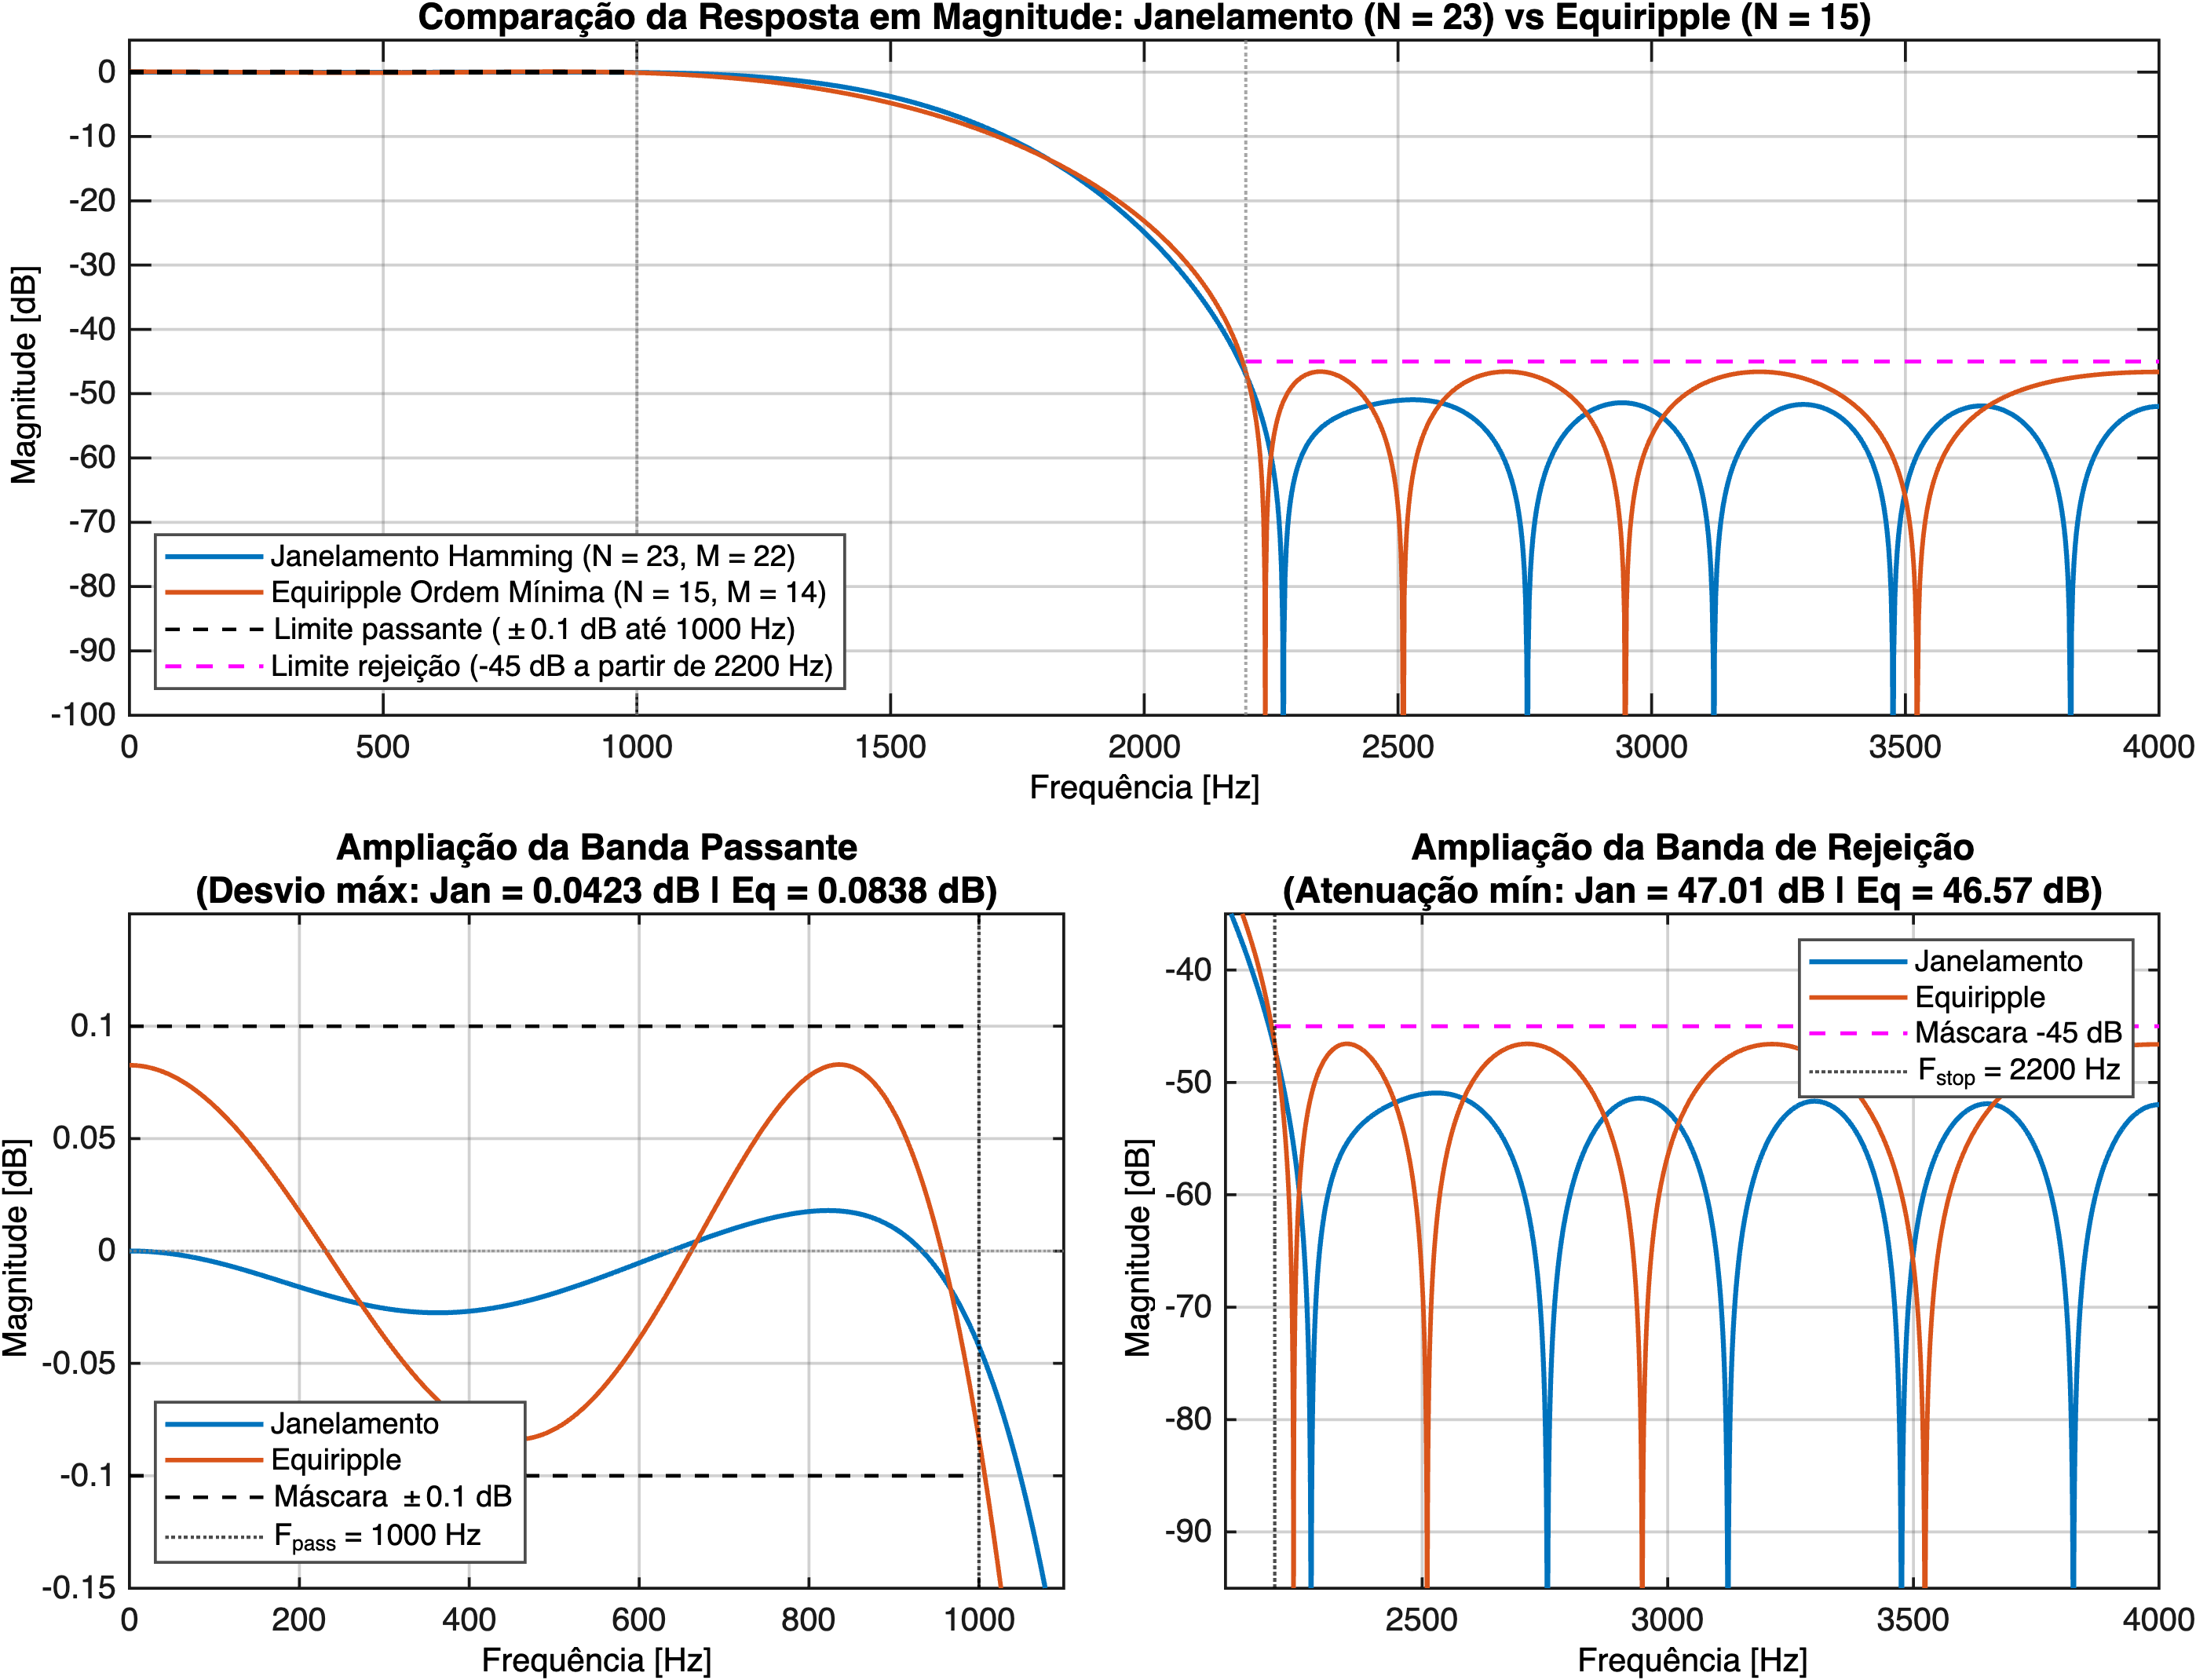 Comparação da Resposta em Magnitude: Janelamento (N = 23) vs Equiripple (N = 15)
Magnitude [dB]
0
-10
-20
-30
-40
-50
-60
-70
-80
-90
-100
Janelamento Hamming (N = 23, M = 22)
Equiripple Ordem Mínima (N = 15, M = 14)
Limite passante ( ± 0.1 dB até 1000 Hz)
Limite rejeição (-45 dB a partir de 2200 Hz)
0 500 1000 1500 2000 2500 3000 3500 4000
Frequência [Hz]
Ampliação da Banda Passante
(Desvio máx: Jan = 0.0423 dB | Eq = 0.0838 dB)
Magnitude [dB]
0.1
0.05
0
-0.05
-0.1
-0.15
Janelamento
Equiripple
Máscara ± 0.1 dB
Fpass = 1000 Hz
0 200 400 600 800 1000
Frequência [Hz]
Ampliação da Banda de Rejeição
(Atenuação mín: Jan = 47.01 dB | Eq = 46.57 dB)
Magnitude [dB]
-40
-50
-60
-70
-80
-90
Janelamento
Equiripple
Máscara -45 dB
Fstop = 2200 Hz
2500 3000 3500 4000
Frequência [Hz]